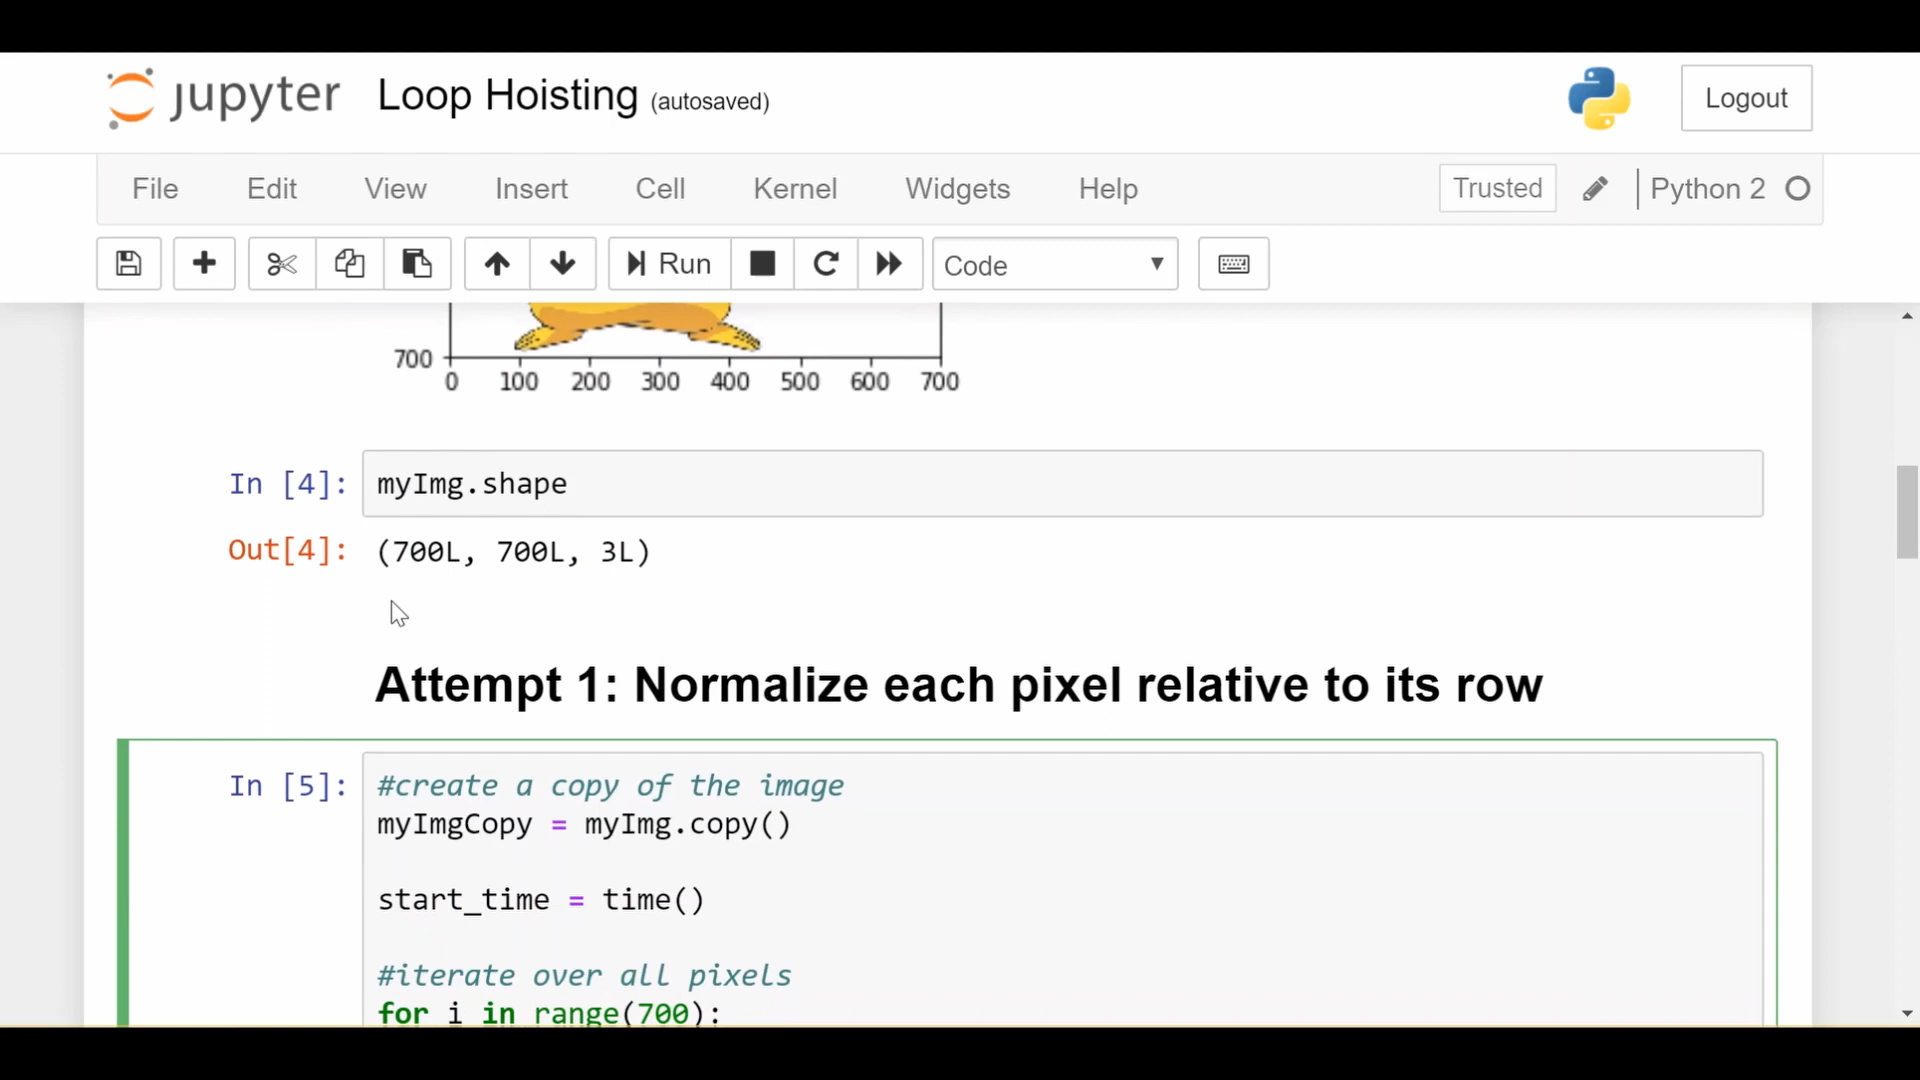 jupyter Loop Hoisting (autosaved)
Logout
File Edit View Insert Cell Kernel Widgets Help Trusted Python 2
Run Code
700
0 100 200 300 400 500 600 700
In [4]: myImg.shape
Out[4]: (700L, 700L, 3L)
Attempt 1: Normalize each pixel relative to its row
In [5]: #create a copy of the image
myImgCopy = myImg.copy()
start_time = time()
#iterate over all pixels
for i in range(700):